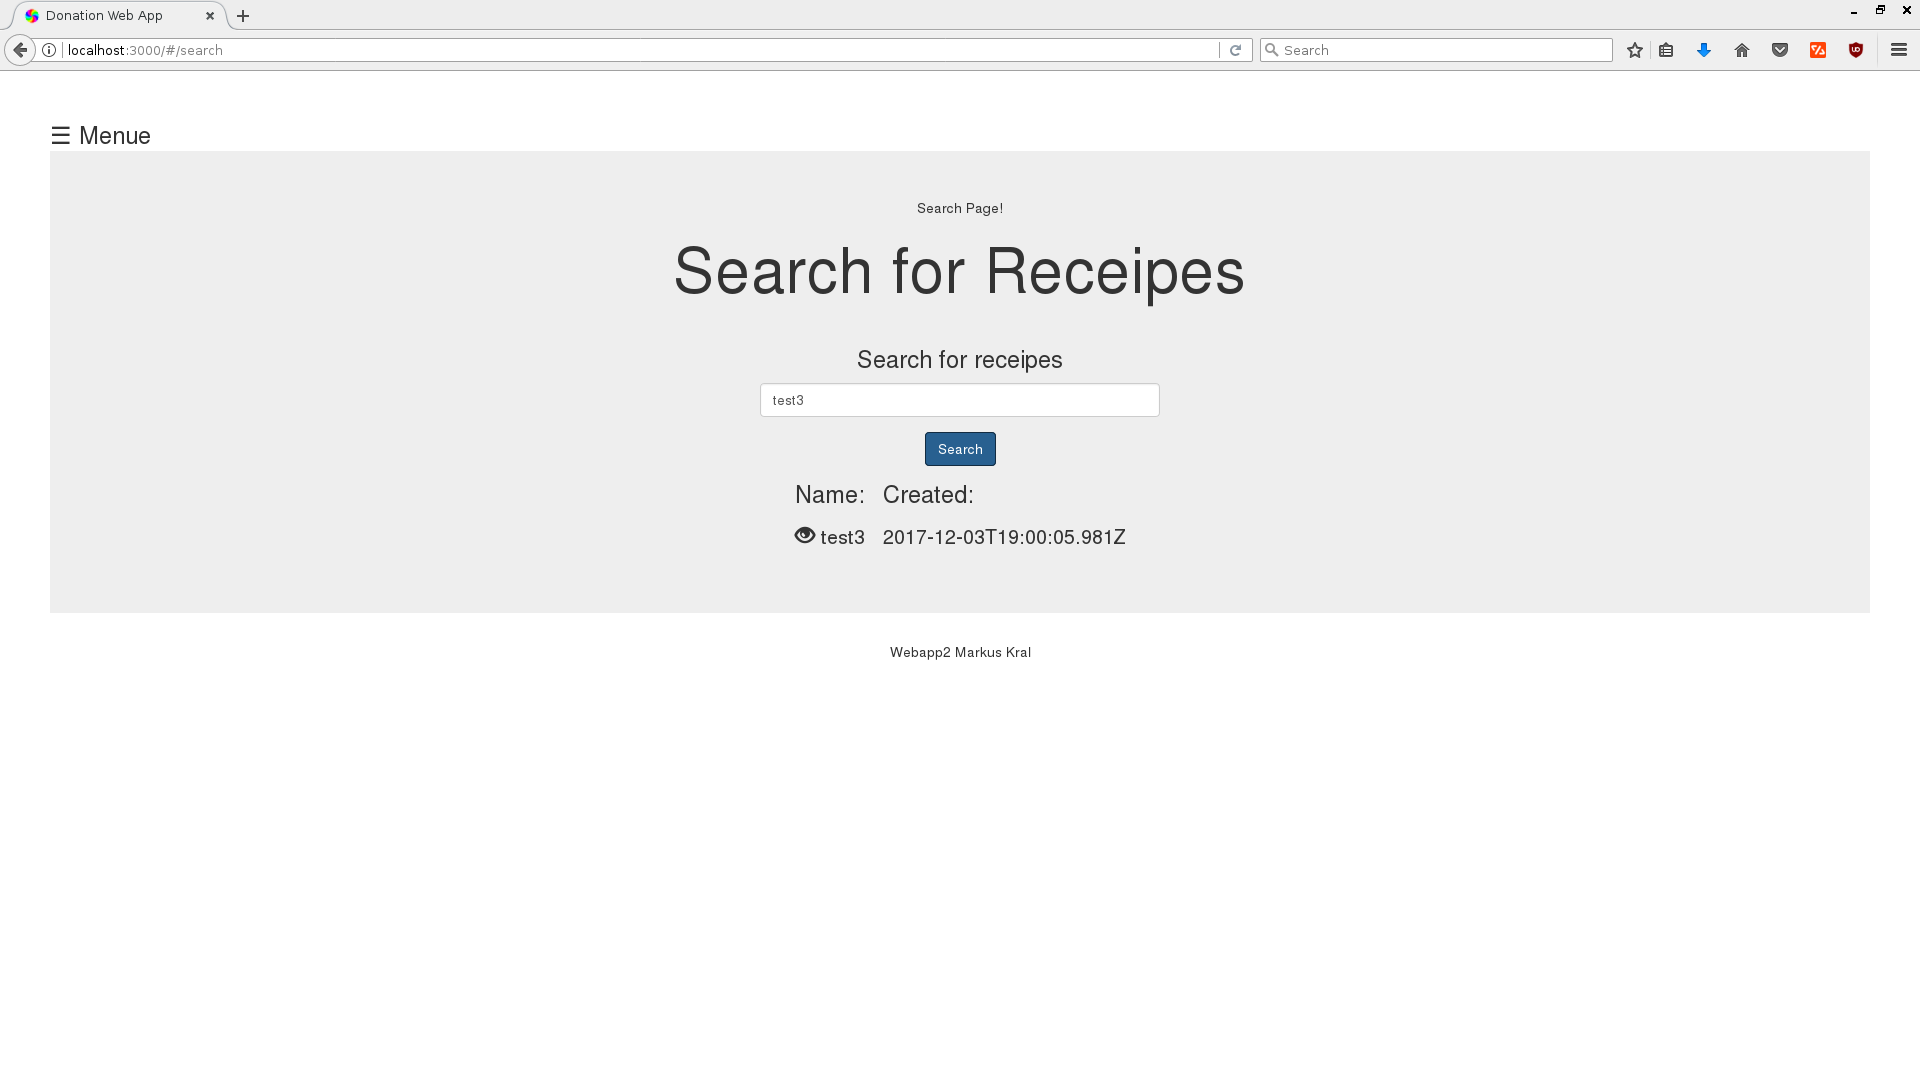 Donation Web App
localhost:3000/#/search
Search
☰ Menue
Search Page!
Search for Receipes
Search for receipes
test3
Search
Name: Created:
test3 2017-12-03T19:00:05.981Z
Webapp2 Markus Kral